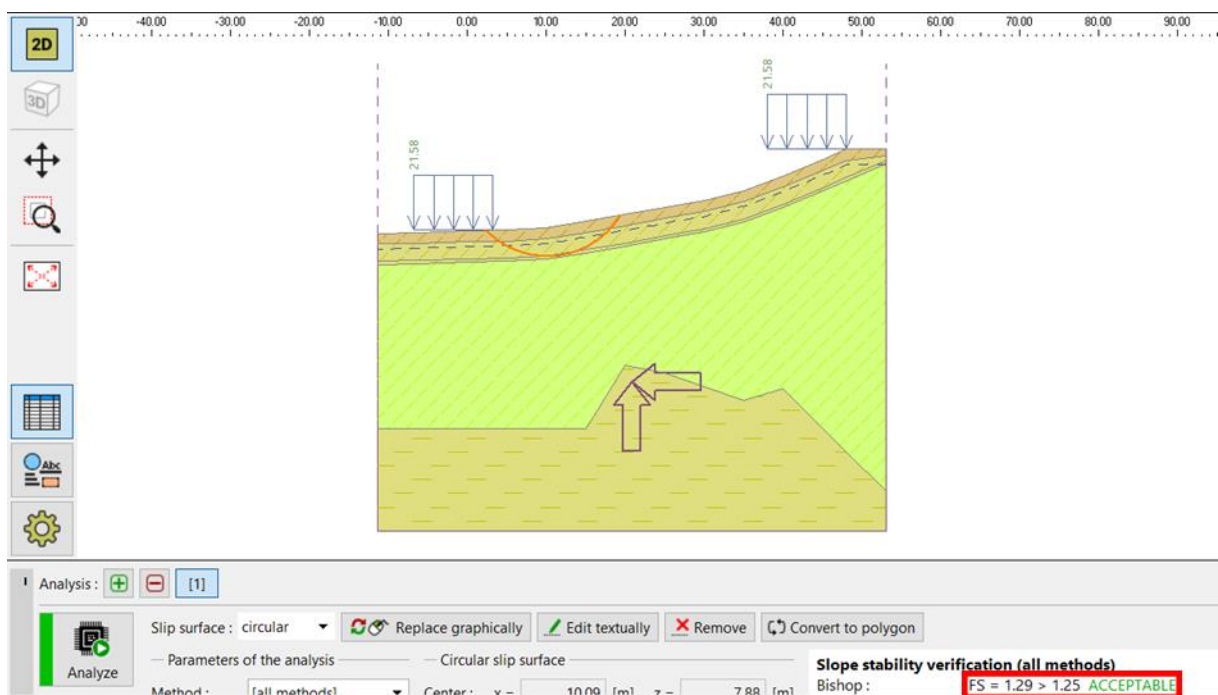 2D
-40.00 -30.00 -20.00 -10.00 0.00 10.00 20.00 30.00 40.00 50.00 60.00 70.00 80.00 90.00
3D
21.58
21.58
Abc
Analysis : [1]
Analyze
Slip surface : circular Replace graphically Edit textually Remove Convert to polygon
Parameters of the analysis Circular slip surface
Slope stability verification (all methods)
Method : [all methods] Center : x = 10.09 [m] z = 7.88 [m]
Bishop : FS = 1.29 > 1.25 ACCEPTABLE